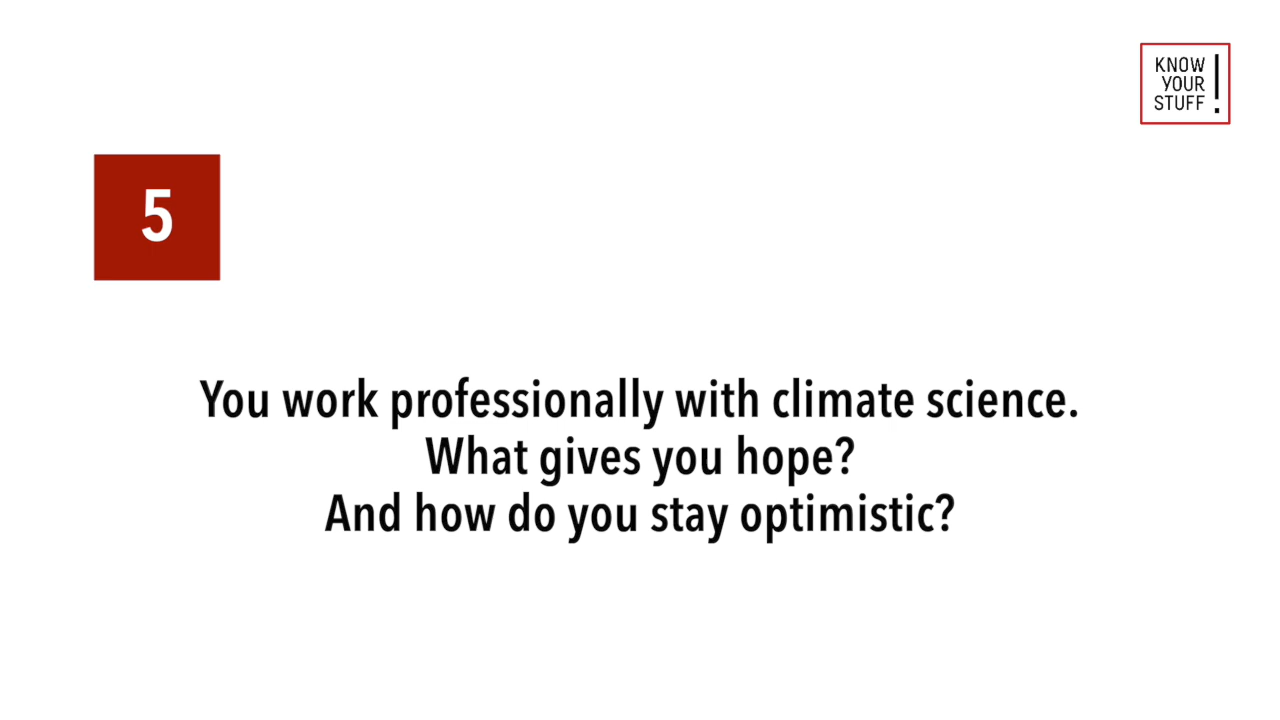 KNOW
YOUR
STUFF !
5
You work professionally with climate science.
What gives you hope?
And how do you stay optimistic?